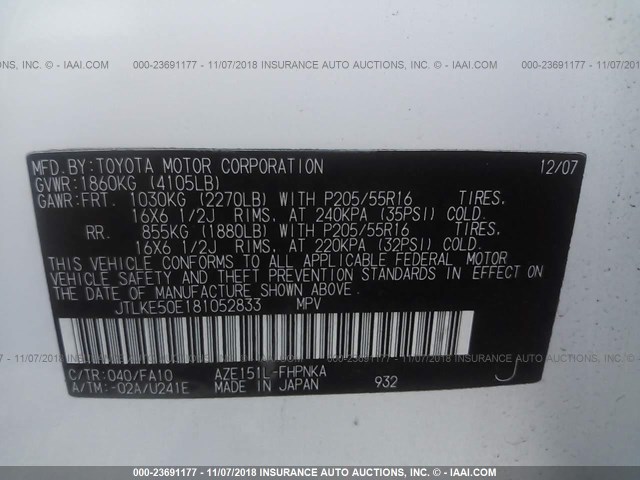 NCE AUTO AUCTIONS, INC. © - IAAI.COM 000-23691177 - 11/07/2018 INSURANCE AUTO AUCTIONS, INC. © - IAAI.COM 000-23691177 - 11/07/2018
MFD.BY:TOYOTA MOTOR CORPORATION 12/07
GVWR:1860KG (4105LB)
GAWR:FRT. 1030KG (2270LB) WITH P205/55R16 TIRES,
16X6 1/2J RIMS, AT 240KPA (35PSI) COLD.
RR. 855KG (1880LB) WITH P205/55R16 TIRES,
16X6 1/2J RIMS, AT 220KPA (32PSI) COLD.
THIS VEHICLE CONFORMS TO ALL APPLICABLE FEDERAL MOTOR
VEHICLE SAFETY AND THEFT PREVENTION STANDARDS IN EFFECT ON
THE DATE OF MANUFACTURE SHOWN ABOVE.
JTLKE50E181052833 MPV
C/TR:040/FA10 AZE151L-FHPNKA
A/TM:-02A/U241E MADE IN JAPAN 932 J
000-23691177 - 11/07/2018 INSURANCE AUTO AUCTIONS, INC. © - IAAI.COM